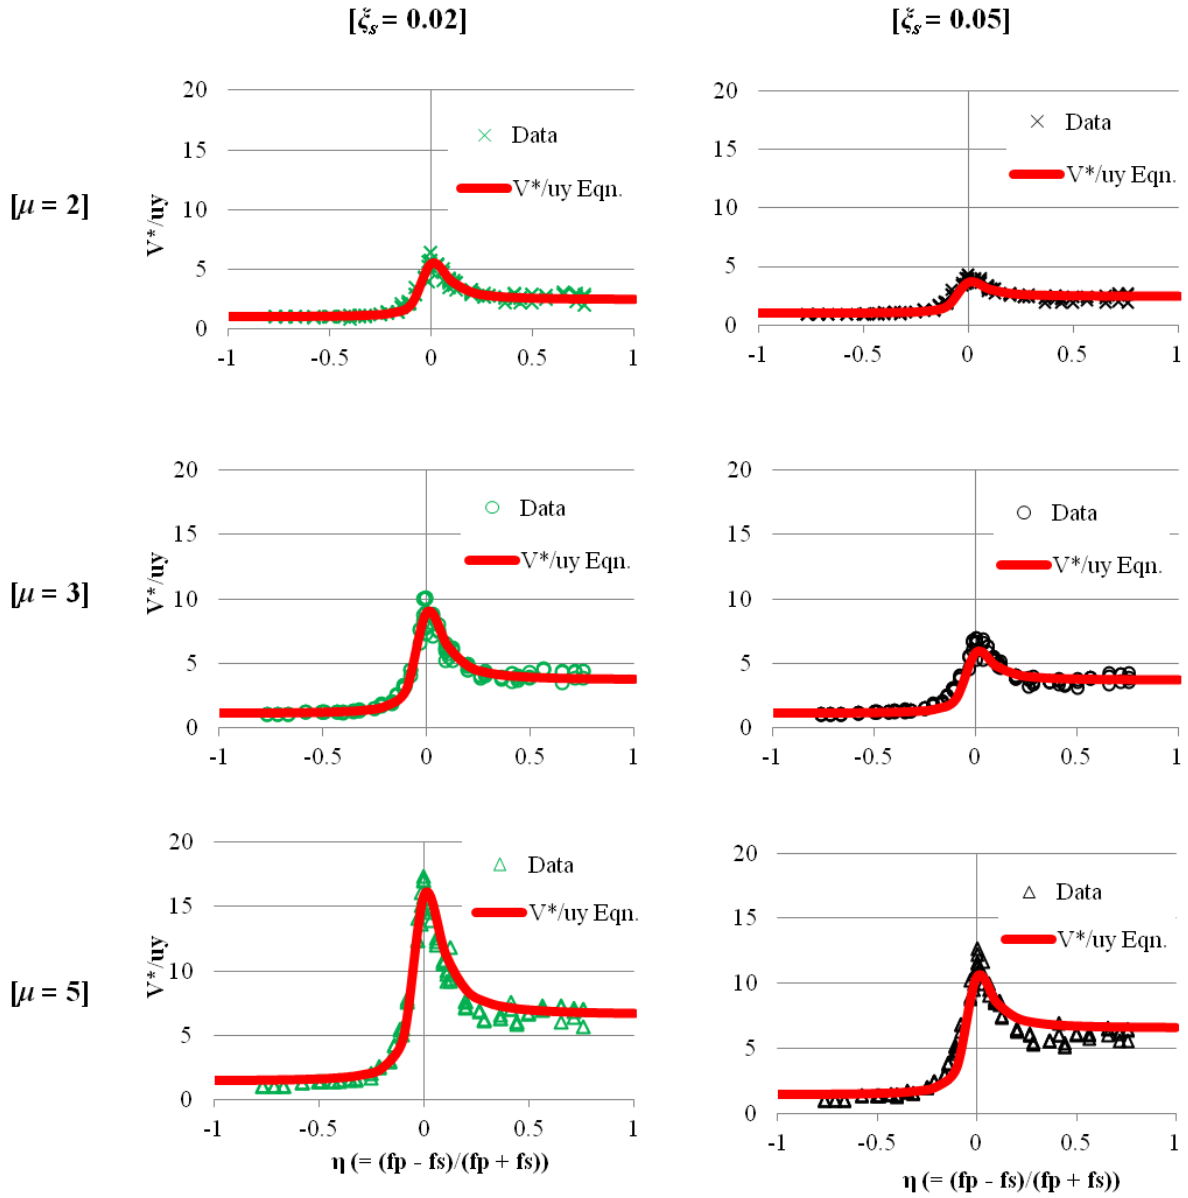 [ξs = 0.02]
[ξs = 0.05]
[μ = 2]
V*/uy
20
15
10
5
0
-1
-0.5
0
0.5
1
Data
V*/uy Eqn.
20
15
10
5
0
-1
-0.5
0
0.5
1
Data
V*/uy Eqn.
[μ = 3]
V*/uy
20
15
10
5
0
-1
-0.5
0
0.5
1
Data
V*/uy Eqn.
20
15
10
5
0
-1
-0.5
0
0.5
1
Data
V*/uy Eqn.
[μ = 5]
V*/uy
20
15
10
5
0
-1
-0.5
0
0.5
1
Data
V*/uy Eqn.
η (= (fp - fs)/(fp + fs))
20
15
10
5
0
-1
-0.5
0
0.5
1
Data
V*/uy Eqn.
η (= (fp - fs)/(fp + fs))